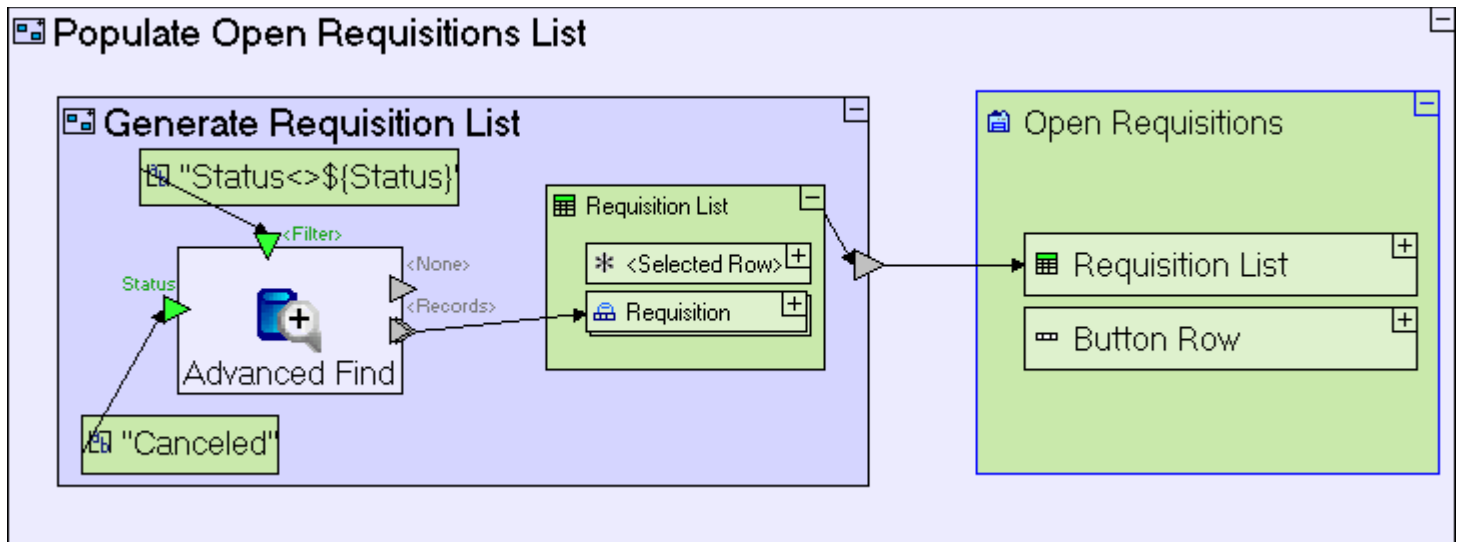 Populate Open Requisitions List
Generate Requisition List
"Status<>${Status}"
<Filter>
Status
<None>
<Records>
Advanced Find
"Canceled"
Requisition List
<Selected Row>
Requisition
Open Requisitions
Requisition List
Button Row